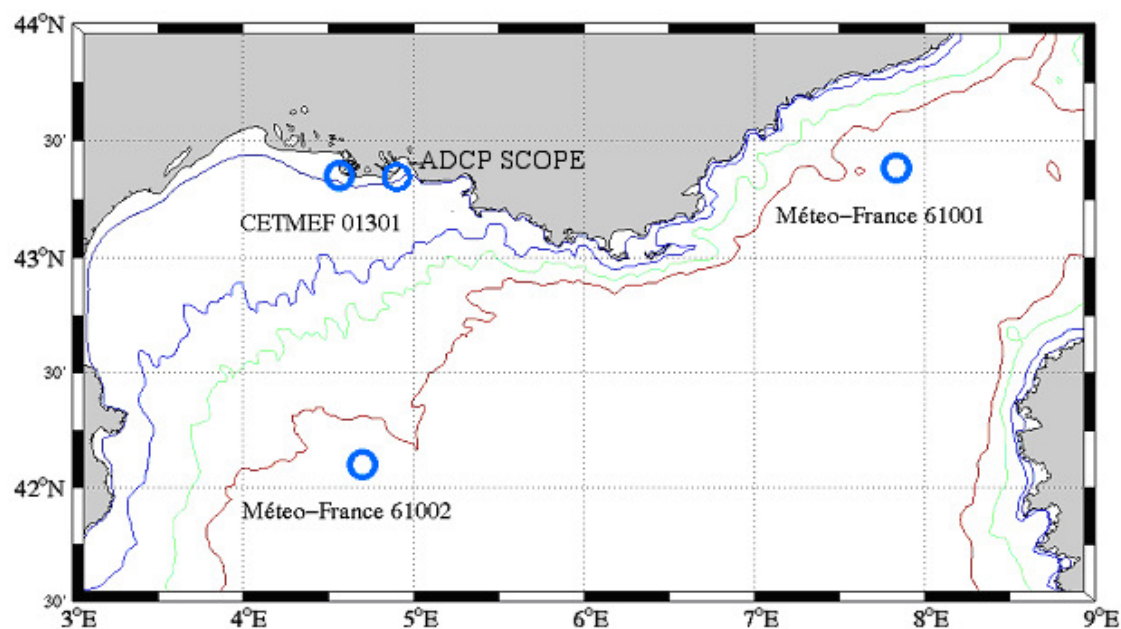 44°N
30'
ADCP SCOPE
CETMEF 01301
Méteo-France 61001
43°N
30'
42°N
Méteo-France 61002
30'
3°E 4°E 5°E 6°E 7°E 8°E 9°E